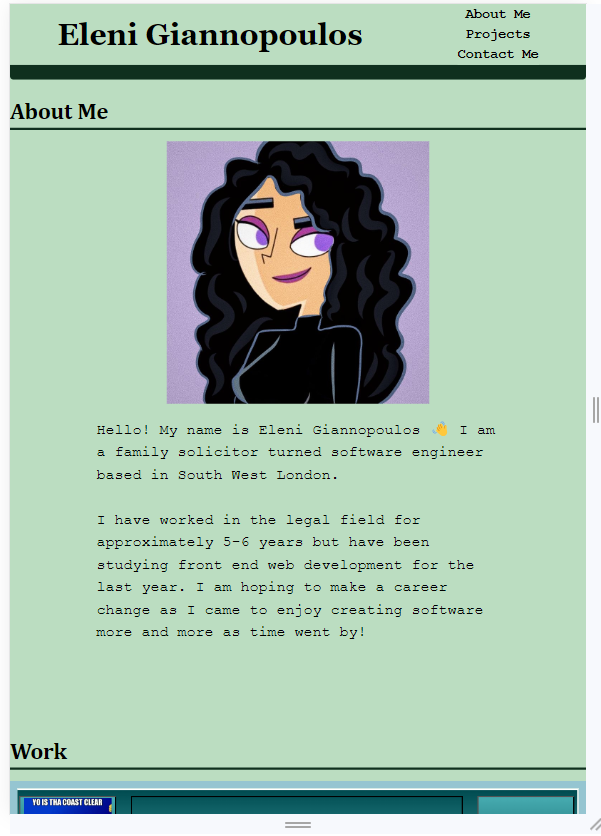 Eleni Giannopoulos
About Me
Projects
Contact Me
About Me
Hello! My name is Eleni Giannopoulos 👋 I am
a family solicitor turned software engineer
based in South West London.
I have worked in the legal field for
approximately 5-6 years but have been
studying front end web development for the
last year. I am hoping to make a career
change as I came to enjoy creating software
more and more as time went by!
Work
YO IS THA COAST CLEAR